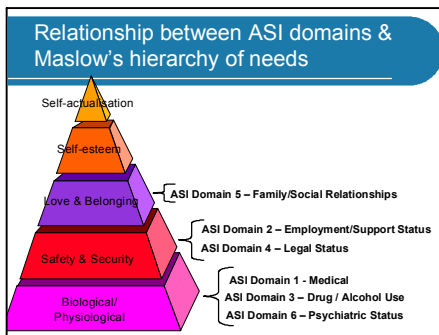 Relationship between ASI domains &
Maslow's hierarchy of needs
Self-actualisation
Self-esteem
Love & Belonging
ASI Domain 5 – Family/Social Relationships
ASI Domain 2 – Employment/Support Status
ASI Domain 4 – Legal Status
Safety & Security
ASI Domain 1 - Medical
ASI Domain 3 – Drug / Alcohol Use
ASI Domain 6 – Psychiatric Status
Biological/
Physiological